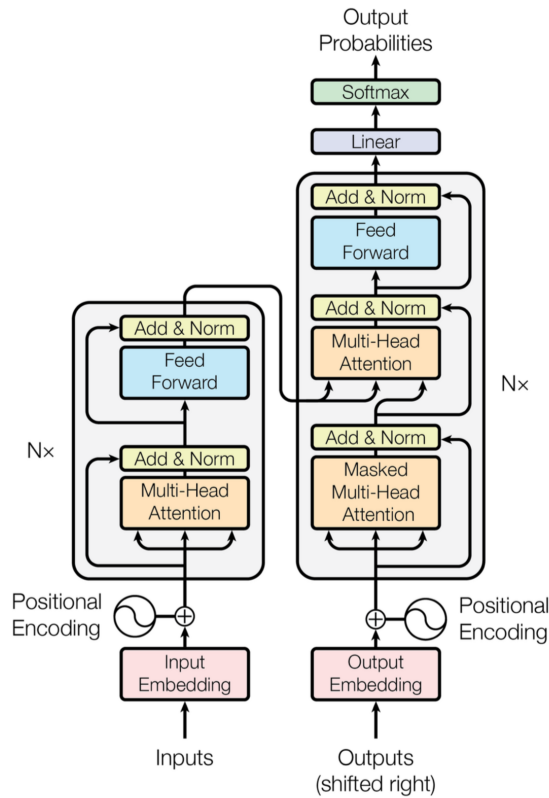 Output
Probabilities
Softmax
Linear
Add & Norm
Feed
Forward
Add & Norm
Multi-Head
Attention
Add & Norm
Masked
Multi-Head
Attention
N×
Add & Norm
Feed
Forward
Add & Norm
Multi-Head
Attention
N×
Positional
Encoding
Positional
Encoding
Input
Embedding
Output
Embedding
Inputs
Outputs
(shifted right)